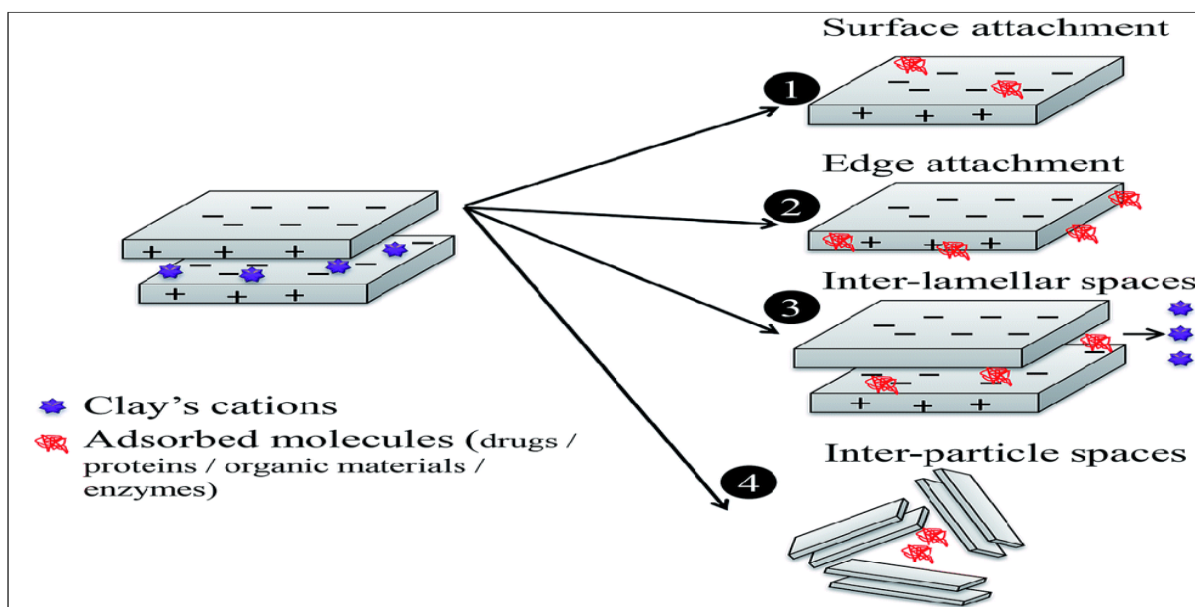 Surface attachment
1
Edge attachment
2
Inter-lamellar spaces
3
Clay's cations
Adsorbed molecules (drugs /
proteins / organic materials /
enzymes)
Inter-particle spaces
4